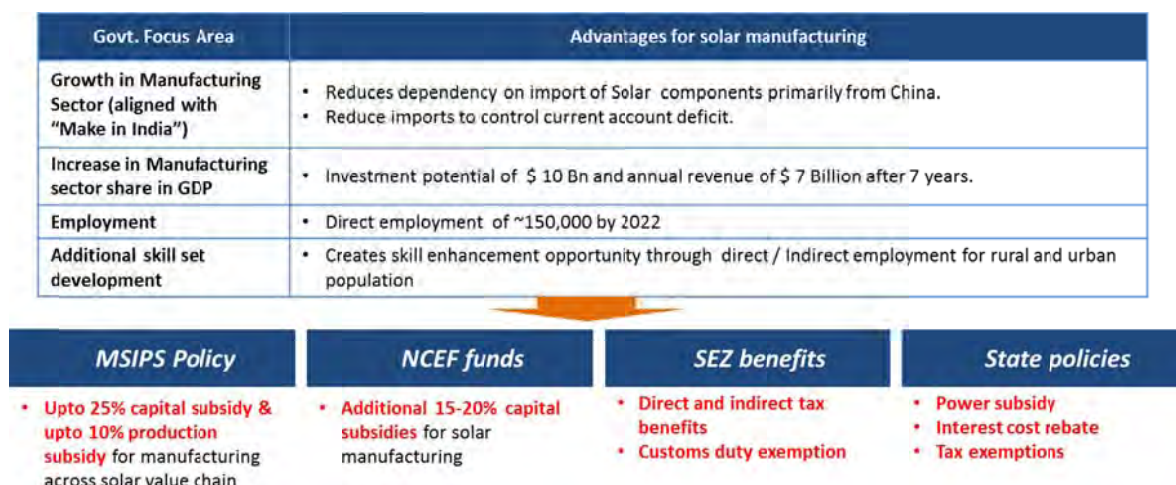 Govt. Focus Area
Advantages for solar manufacturing
Growth in Manufacturing
Sector (aligned with
"Make in India")
• Reduces dependency on import of Solar components primarily from China.
• Reduce imports to control current account deficit.
Increase in Manufacturing
sector share in GDP
• Investment potential of $ 10 Bn and annual revenue of $ 7 Billion after 7 years.
Employment
• Direct employment of ~150,000 by 2022
Additional skill set
development
• Creates skill enhancement opportunity through direct / Indirect employment for rural and urban
population
MSIPS Policy
• Upto 25% capital subsidy &
upto 10% production
subsidy for manufacturing
across solar value chain
NCEF funds
• Additional 15-20% capital
subsidies for solar
manufacturing
SEZ benefits
• Direct and indirect tax
benefits
• Customs duty exemption
State policies
• Power subsidy
• Interest cost rebate
• Tax exemptions